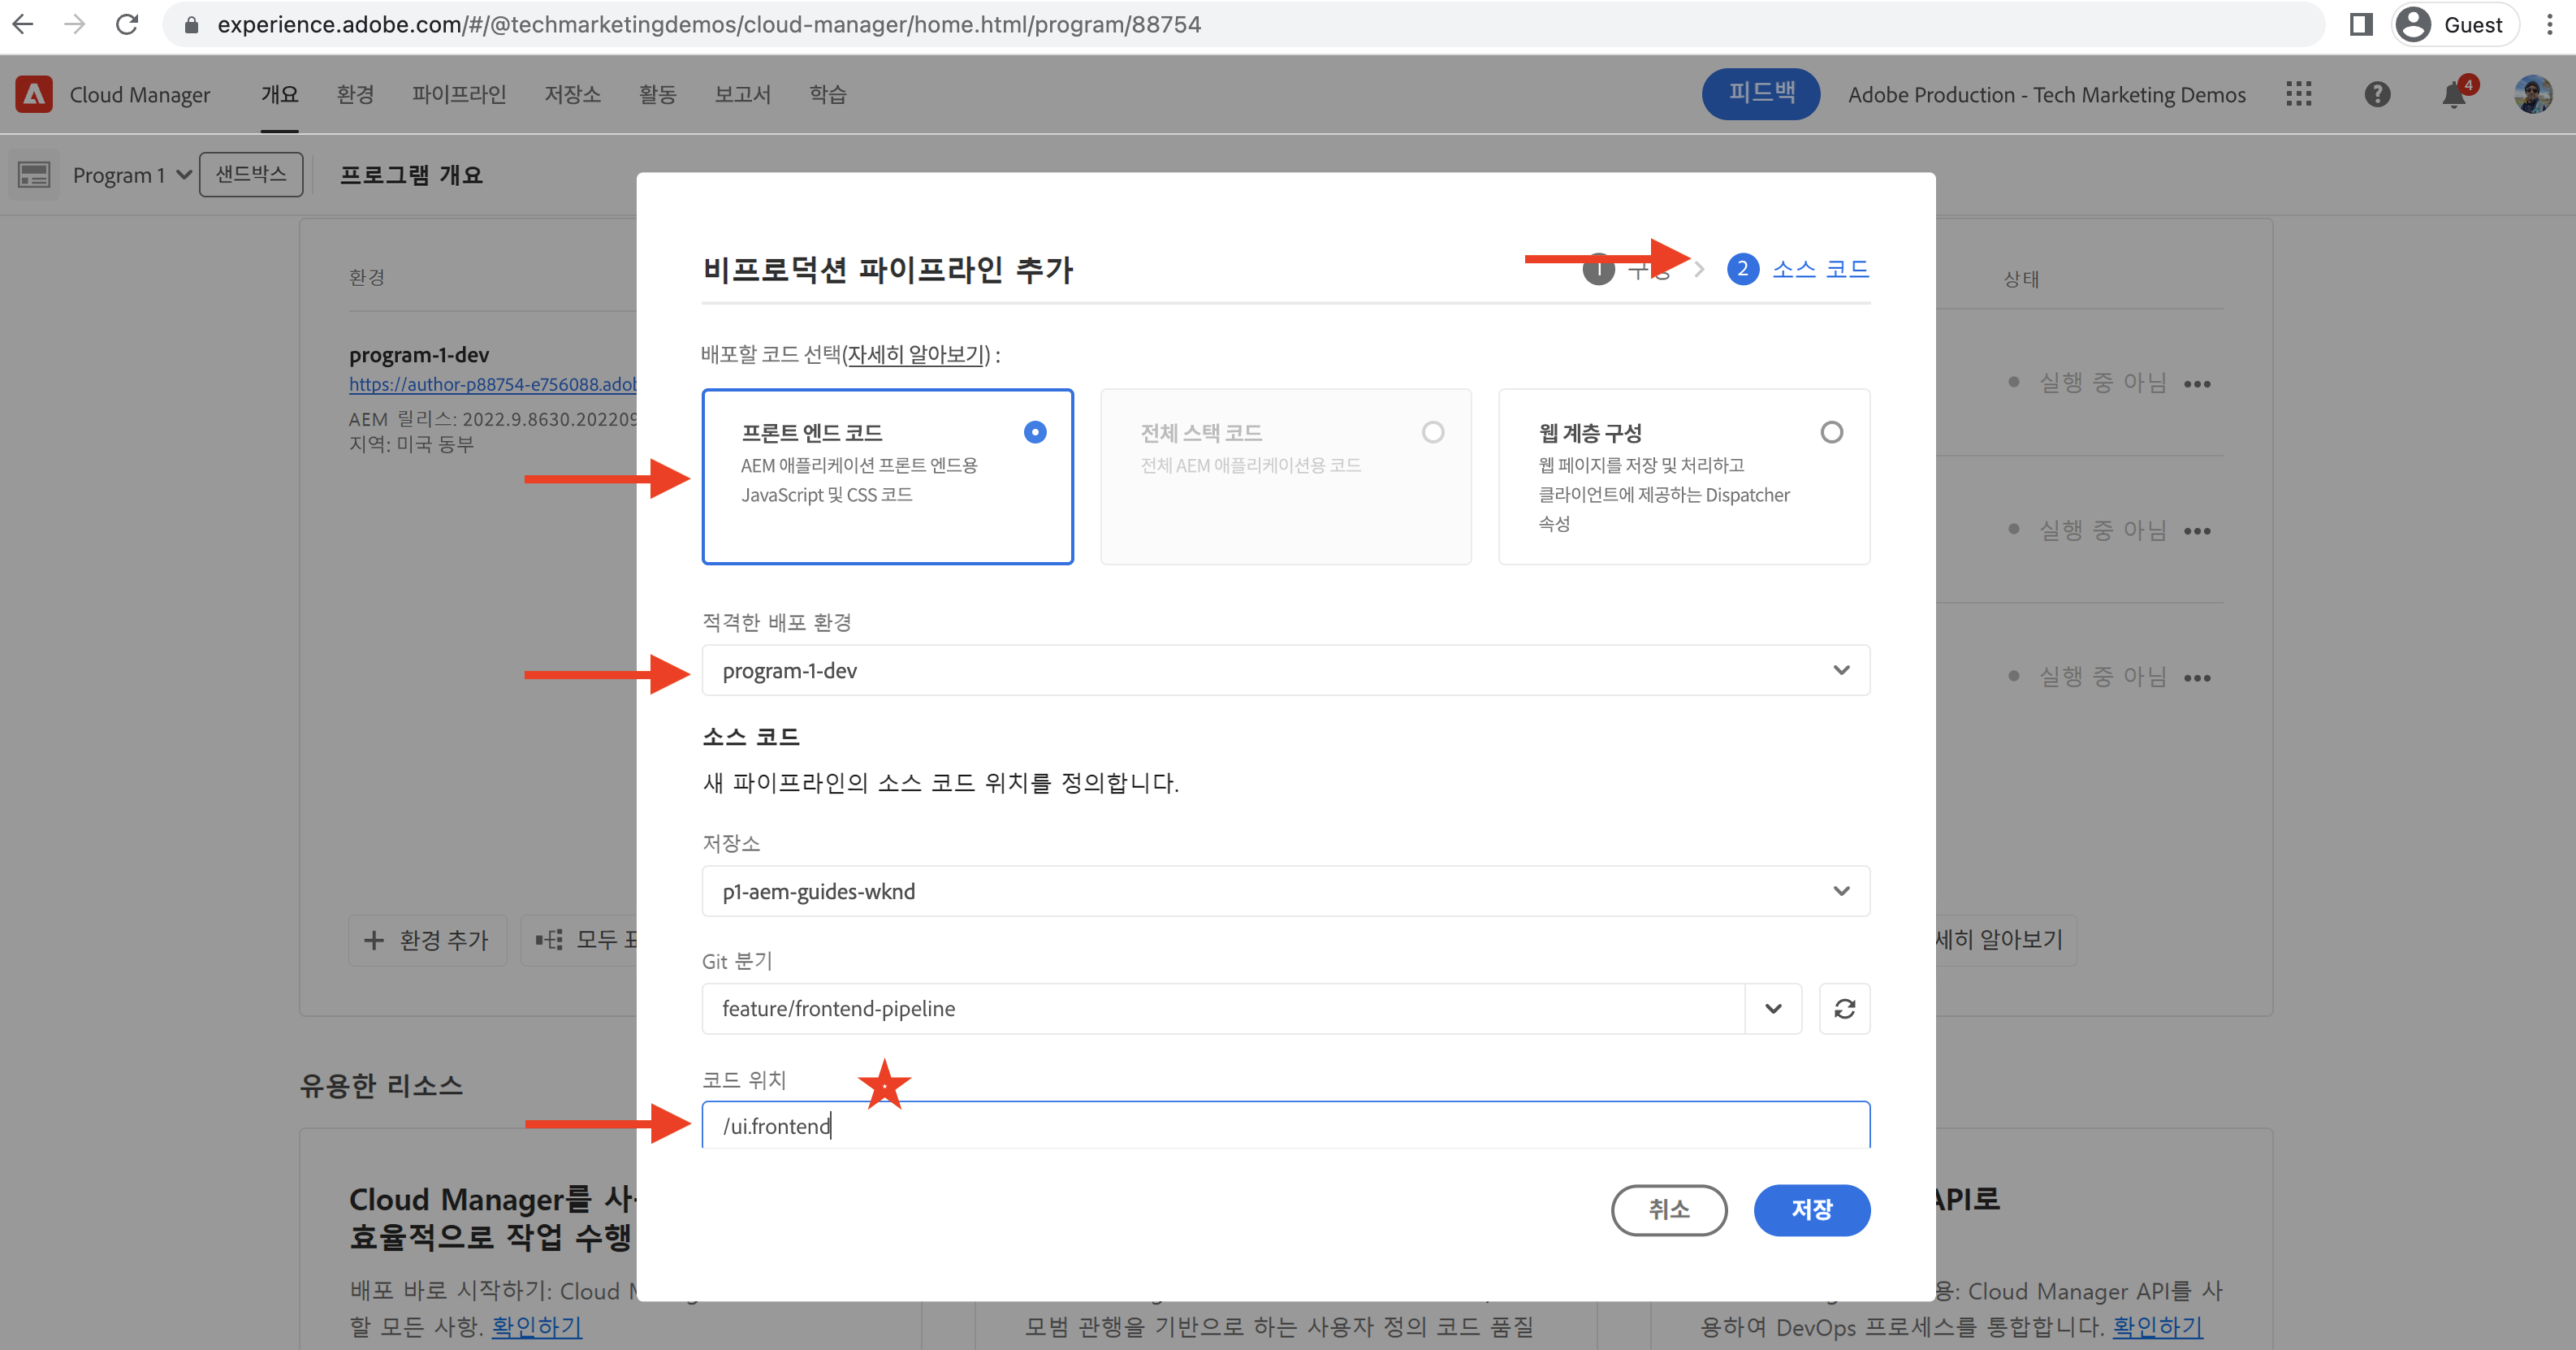 experience.adobe.com/#/@techmarketingdemos/cloud-manager/home.html/program/88754
Guest
Cloud Manager
개요
환경
파이프라인
저장소
활동
보고서
학습
피드백
Adobe Production - Tech Marketing Demos
4
Program 1
샌드박스
프로그램 개요
환경
상태
program-1-dev
https://author-p88754-e756088.adob
AEM 릴리스: 2022.9.8630.202209
지역: 미국 동부
실행 중 아님
실행 중 아님
실행 중 아님
환경 추가
모두
세히 알아보기
비프로덕션 파이프라인 추가
1
2 소스 코드
배포할 코드 선택(자세히 알아보기) :
프론트 엔드 코드
AEM 애플리케이션 프론트 엔드용
JavaScript 및 CSS 코드
전체 스택 코드
전체 AEM 애플리케이션용 코드
웹 계층 구성
웹 페이지를 저장 및 처리하고
클라이언트에 제공하는 Dispatcher
속성
적격한 배포 환경
program-1-dev
소스 코드
새 파이프라인의 소스 코드 위치를 정의합니다.
저장소
p1-aem-guides-wknd
Git 분기
feature/frontend-pipeline
코드 위치
/ui.frontend
취소
저장
유용한 리소스
Cloud Manager를 사
효율적으로 작업 수행
배포 바로 시작하기: Cloud M
할 모든 사항. 확인하기
모범 관행을 기반으로 하는 사용자 정의 코드 품질
API로
용: Cloud Manager API를 사
용하여 DevOps 프로세스를 통합합니다. 확인하기